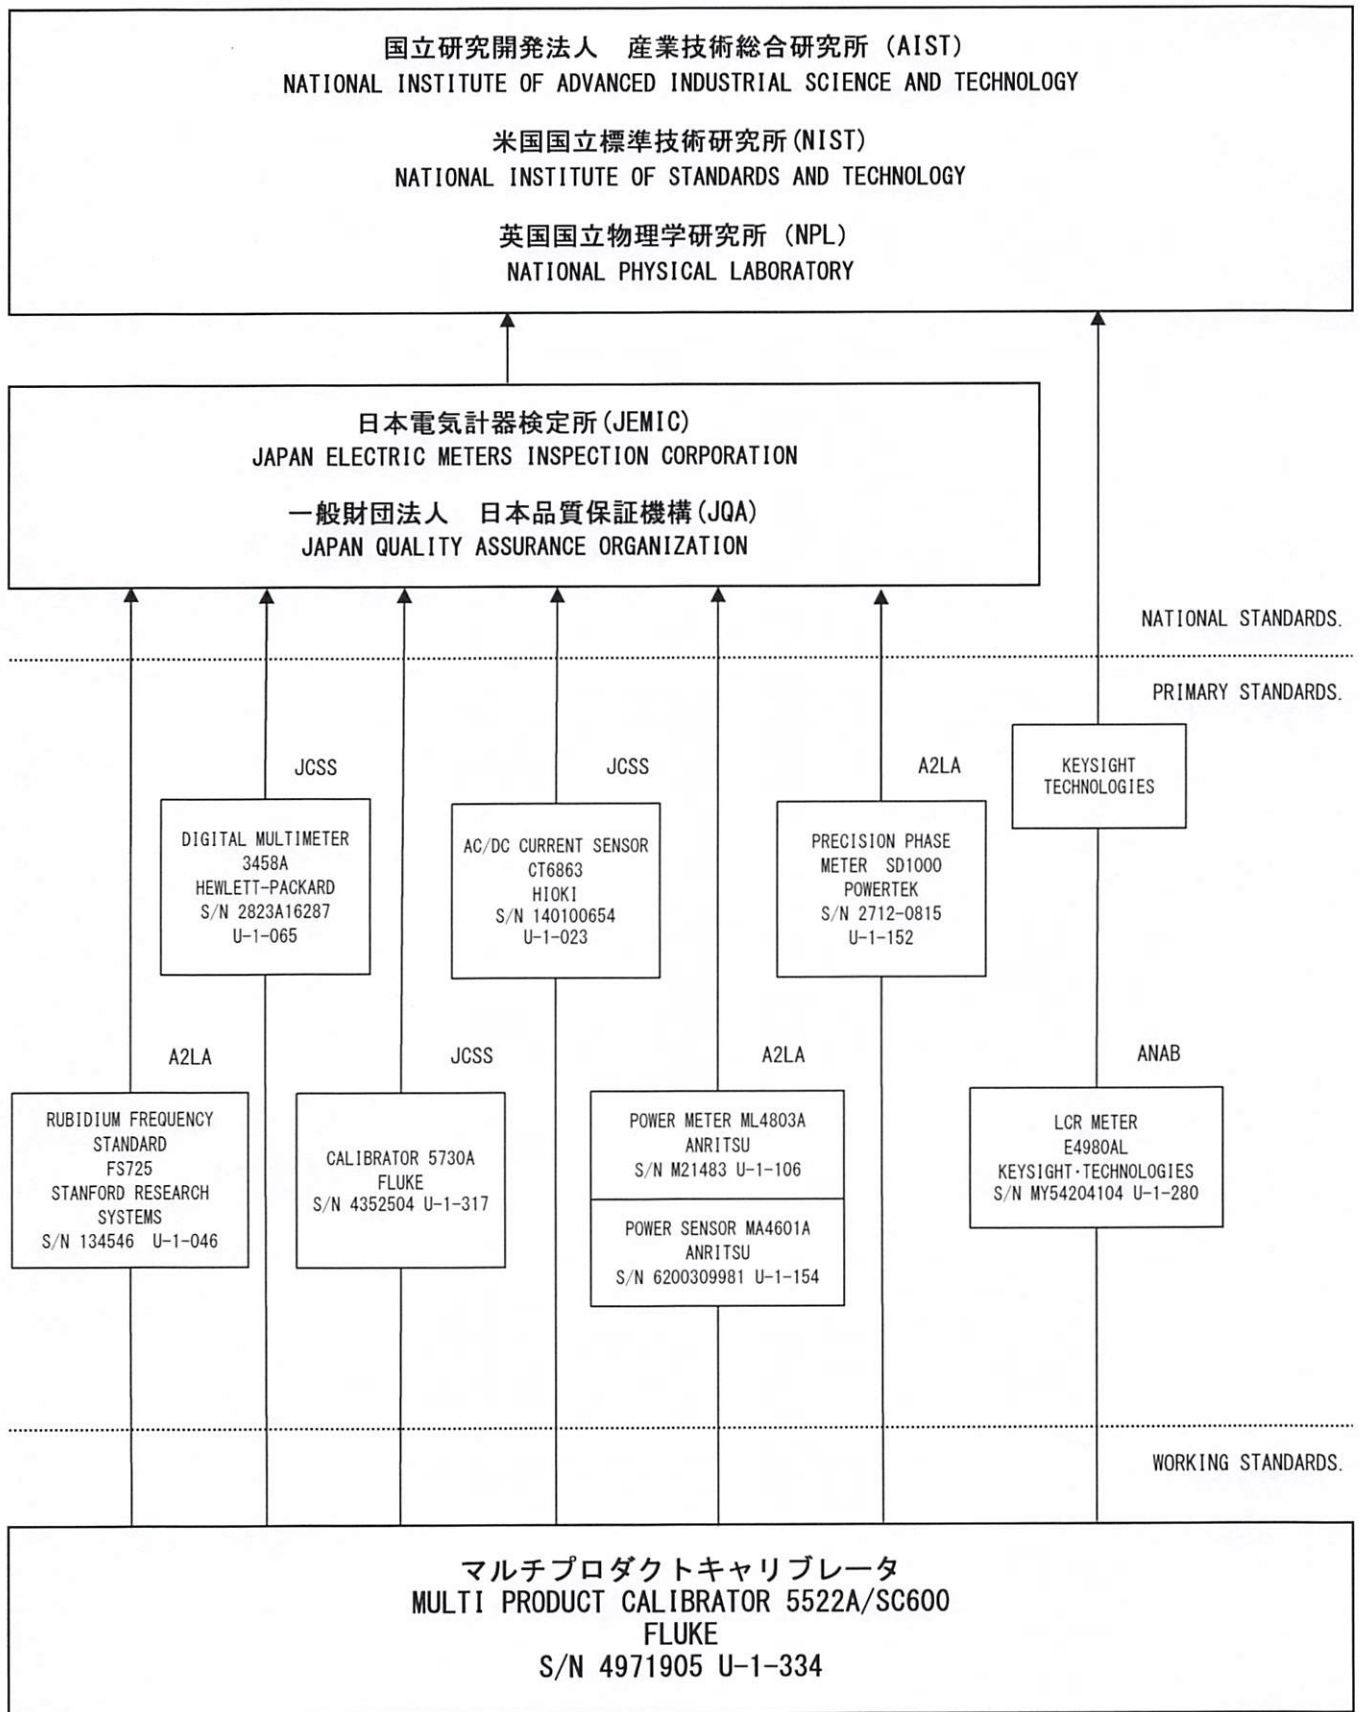 国立研究開発法人　産業技術総合研究所 (AIST)
NATIONAL INSTITUTE OF ADVANCED INDUSTRIAL SCIENCE AND TECHNOLOGY
米国国立標準技術研究所(NIST)
NATIONAL INSTITUTE OF STANDARDS AND TECHNOLOGY
英国国立物理学研究所 (NPL)
NATIONAL PHYSICAL LABORATORY
日本電気計器検定所(JEMIC)
JAPAN ELECTRIC METERS INSPECTION CORPORATION
一般財団法人　日本品質保証機構(JQA)
JAPAN QUALITY ASSURANCE ORGANIZATION
NATIONAL STANDARDS.
PRIMARY STANDARDS.
JCSS
DIGITAL MULTIMETER
3458A
HEWLETT-PACKARD
S/N 2823A16287
U-1-065
JCSS
AC/DC CURRENT SENSOR
CT6863
HIOKI
S/N 140100654
U-1-023
A2LA
PRECISION PHASE
METER SD1000
POWERTEK
S/N 2712-0815
U-1-152
KEYSIGHT
TECHNOLOGIES
A2LA
RUBIDIUM FREQUENCY
STANDARD
FS725
STANFORD RESEARCH
SYSTEMS
S/N 134546 U-1-046
JCSS
CALIBRATOR 5730A
FLUKE
S/N 4352504 U-1-317
A2LA
POWER METER ML4803A
ANRITSU
S/N M21483 U-1-106
POWER SENSOR MA4601A
ANRITSU
S/N 6200309981 U-1-154
ANAB
LCR METER
E4980AL
KEYSIGHT·TECHNOLOGIES
S/N MY54204104 U-1-280
WORKING STANDARDS.
マルチプロダクトキャリブレータ
MULTI PRODUCT CALIBRATOR 5522A/SC600
FLUKE
S/N 4971905 U-1-334